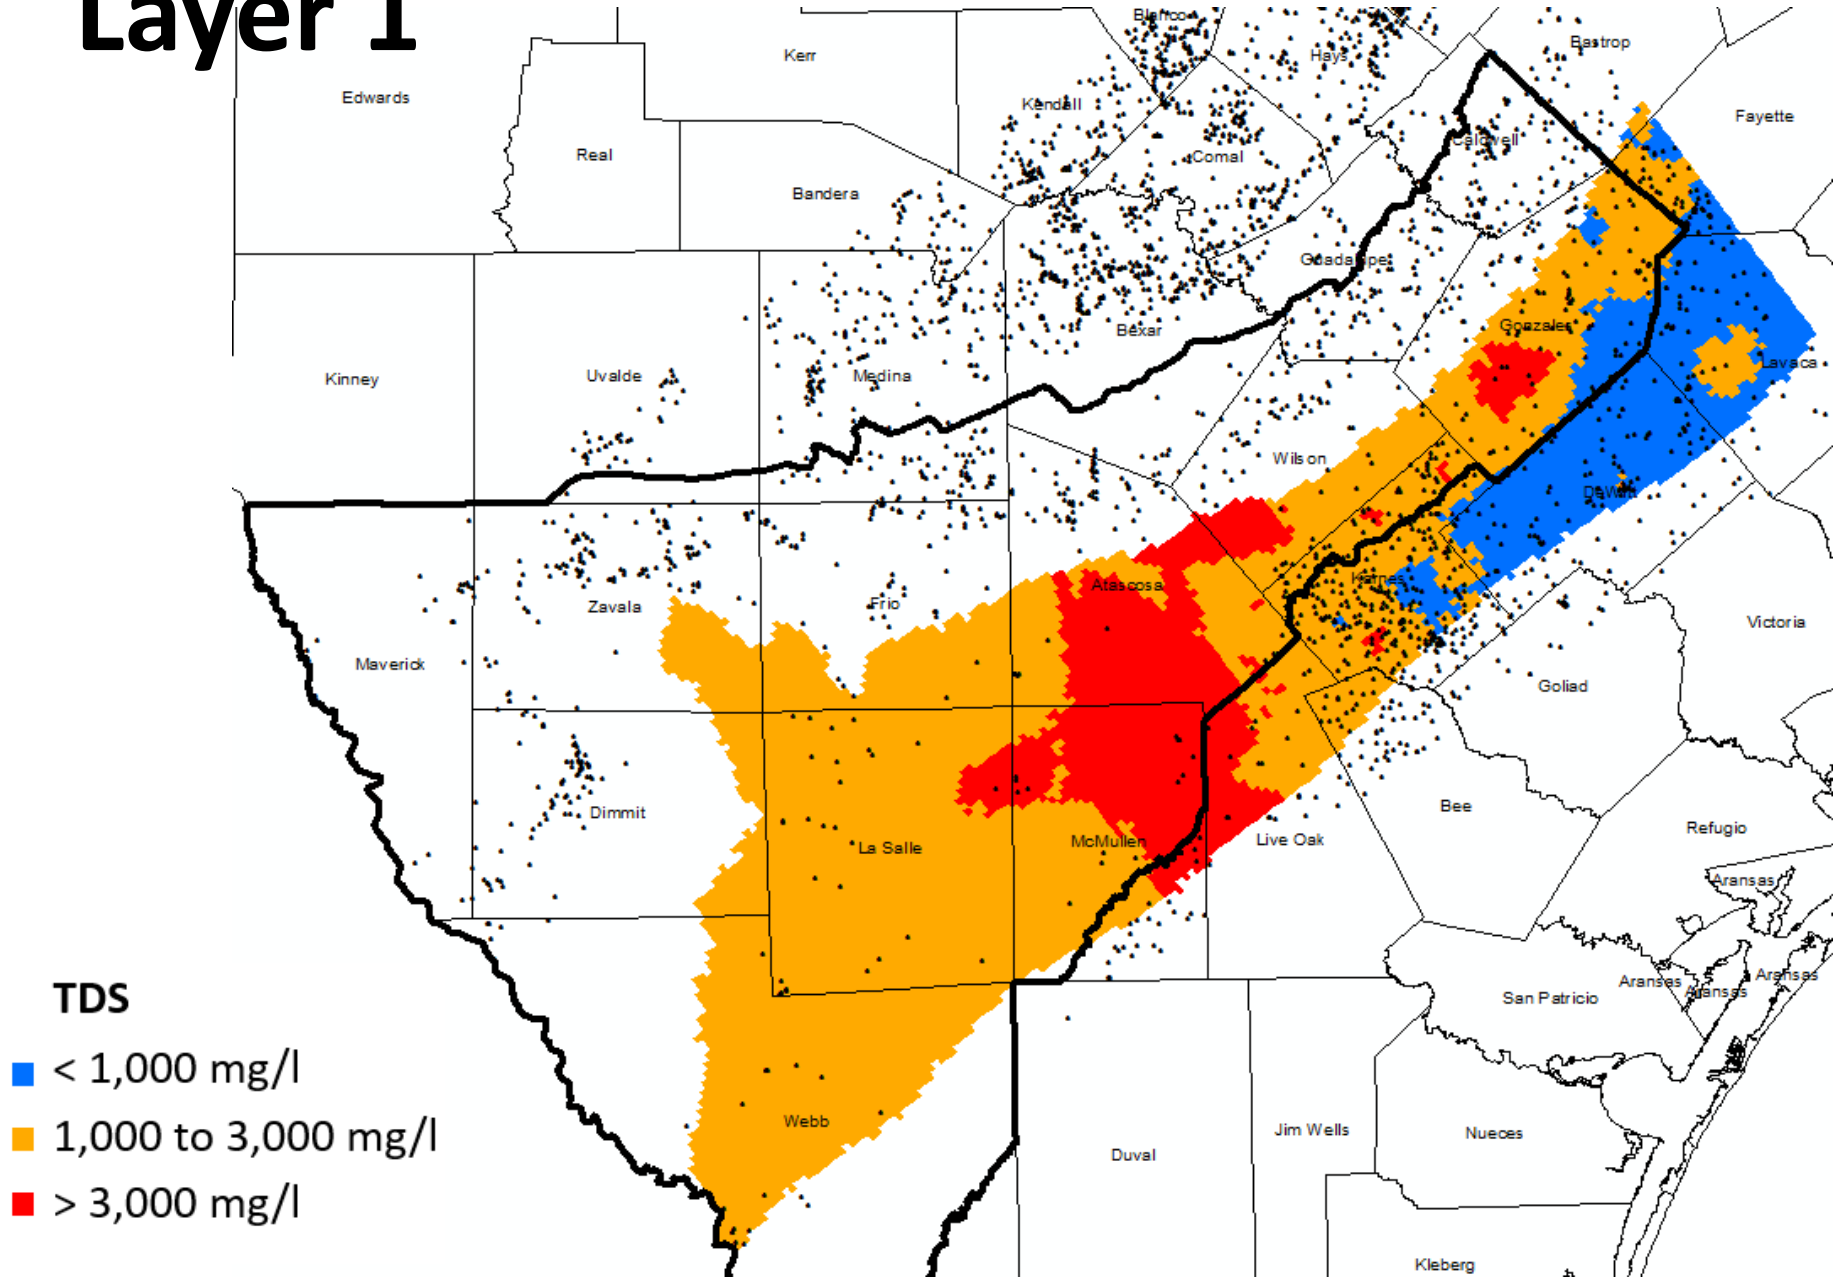 Layer 1
Blanco
Bastrop
Kerr
Hays
Edwards
Kendall
Fayette
Caldwell
Real
Comal
Bandera
Guadalupe
Gonzales
Bexar
Lavaca
Kinney
Uvalde
Medina
Wilson
DeWitt
Karnes
Atascosa
Zavala
Frio
Victoria
Maverick
Goliad
Bee
Dimmit
Refugio
La Salle
McMullen
Live Oak
Aransas
Aransas
Aransas
Aransas
San Patricio
Webb
Jim Wells
Nueces
Duval
Kleberg
TDS
< 1,000 mg/l
1,000 to 3,000 mg/l
> 3,000 mg/l